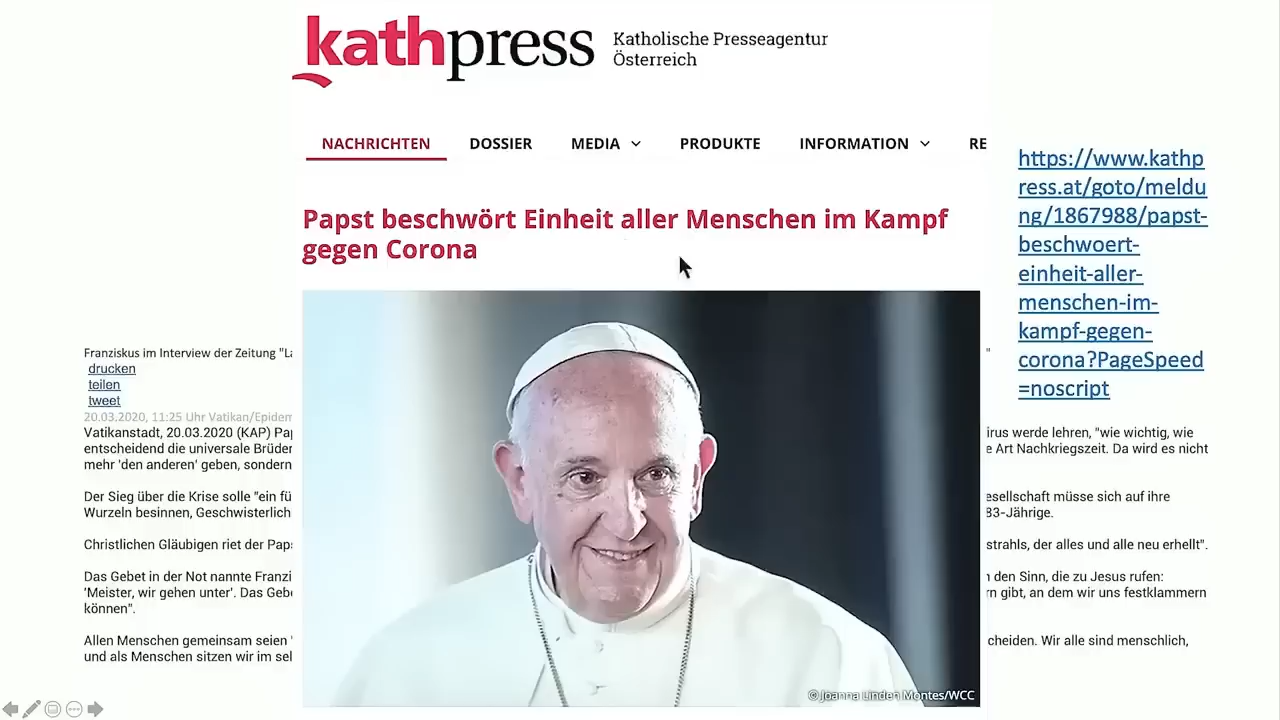 kathpress
Katholische Presseagentur
Österreich
NACHRICHTEN DOSSIER MEDIA PRODUKTE INFORMATION RE
Papst beschwört Einheit aller Menschen im Kampf
gegen Corona
https://www.kathp
ress.at/goto/meldu
ng/1867988/papst-
beschwoert-
einheit-aller-
menschen-im-
kampf-gegen-
corona?PageSpeed
=noscript
Franziskus im Interview der Zeitung "La "
drucken
teilen
tweet
20.03.2020, 11:25 Uhr Vatikan/Epidem
Vatikanstadt, 20.03.2020 (KAP) Pap irus werde lehren, "wie wichtig, wie
entscheidend die universale Brüder e Art Nachkriegszeit. Da wird es nicht
mehr 'den anderen' geben, sondern
Der Sieg über die Krise solle "ein fü esellschaft müsse sich auf ihre
Wurzeln besinnen, Geschwisterlich 83-Jährige.
Christlichen Gläubigen riet der Pap strahls, der alles und alle neu erhellt".
Das Gebet in der Not nannte Franzi n den Sinn, die zu Jesus rufen:
'Meister, wir gehen unter'. Das Gebe rn gibt, an dem wir uns festklammern
können".
Allen Menschen gemeinsam seien " cheiden. Wir alle sind menschlich,
und als Menschen sitzen wir im sel
© Joanna Linden Montes/WCC